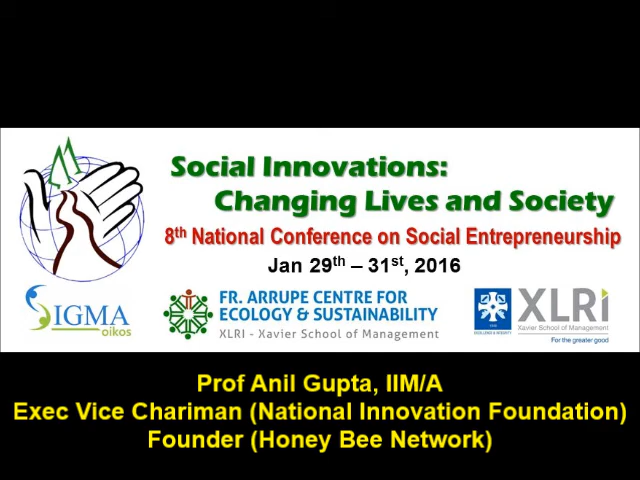 Social Innovations:
Changing Lives and Society
8th National Conference on Social Entrepreneurship
Jan 29th – 31st, 2016
SIGMA
oikos
FR. ARRUPE CENTRE FOR
ECOLOGY & SUSTAINABILITY
XLRI - Xavier School of Management
XLRI
Xavier School of Management
For the greater good
Prof Anil Gupta, IIM/A
Exec Vice Chariman (National Innovation Foundation)
Founder (Honey Bee Network)